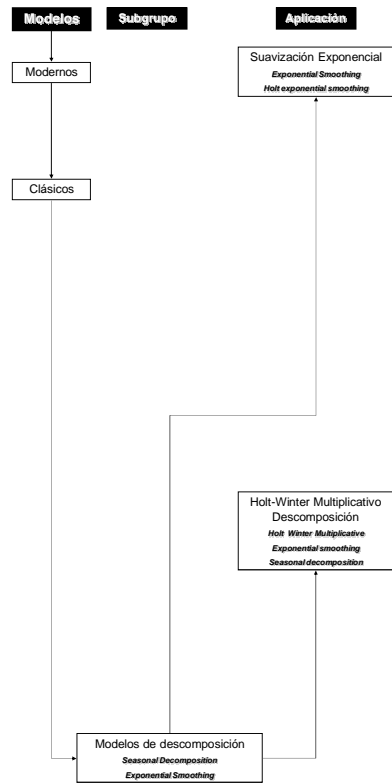 Modelos
Subgrupo
Aplicación
Modernos
Suavización Exponencial
Exponential Smoothing
Holt exponential smoothing
Clásicos
Holt-Winter Multiplicativo
Descomposición
Holt Winter Multiplicative
Exponential smoothing
Seasonal decomposition
Modelos de descomposición
Seasonal Decomposition
Exponential Smoothing